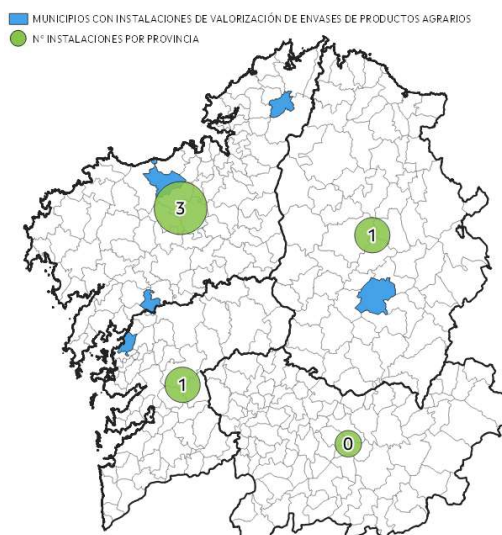 MUNICIPIOS CON INSTALACIONES DE VALORIZACIÓN DE ENVASES DE PRODUCTOS AGRARIOS
Nº INSTALACIONES POR PROVINCIA
3
1
1
0